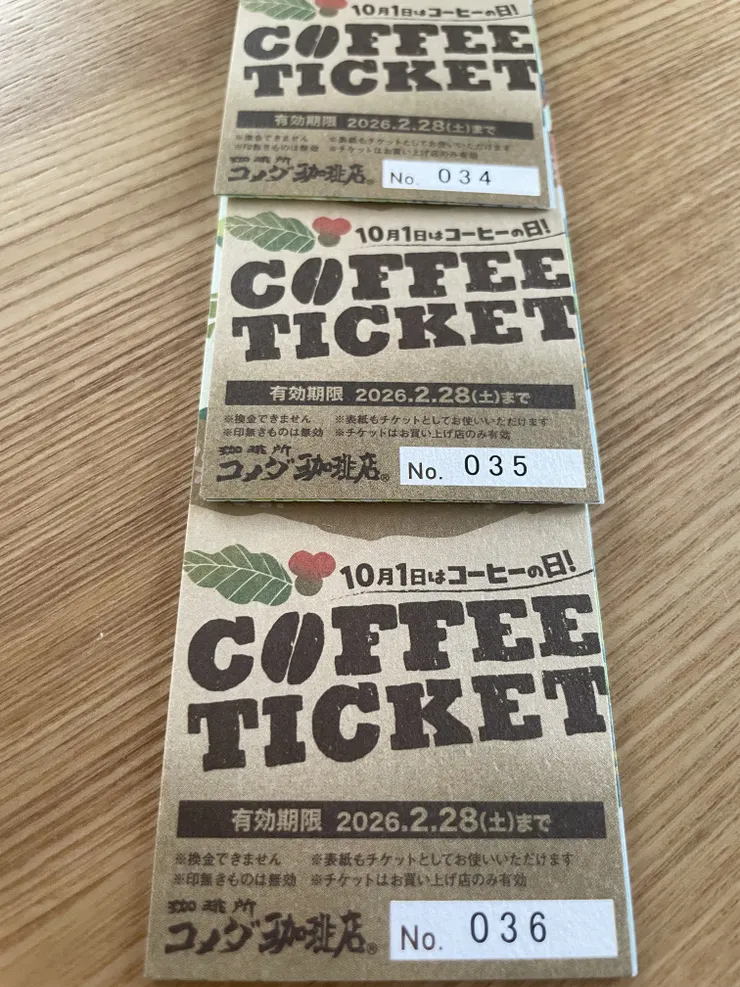 10月1日はコーヒーの日!
COFFEE
TICKET
有効期限 2026.2.28(土)まで
※換金できません ※表紙もチケットとしてお使いいただけます
※印無きものは無効 ※チケットはお買い上げ店のみ有効
珈琲所
コメダ珈琲店® No. 034
10月1日はコーヒーの日!
COFFEE
TICKET
有効期限 2026.2.28(土)まで
※換金できません ※表紙もチケットとしてお使いいただけます
※印無きものは無効 ※チケットはお買い上げ店のみ有効
珈琲所
コメダ珈琲店® No. 035
10月1日はコーヒーの日!
COFFEE
TICKET
有効期限 2026.2.28(土)まで
※換金できません ※表紙もチケットとしてお使いいただけます
※印無きものは無効 ※チケットはお買い上げ店のみ有効
珈琲所
コメダ珈琲店® No. 036